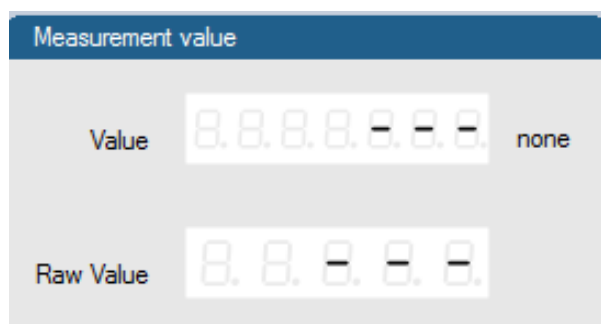 Measurement value
Value - - - none
Raw Value - - -